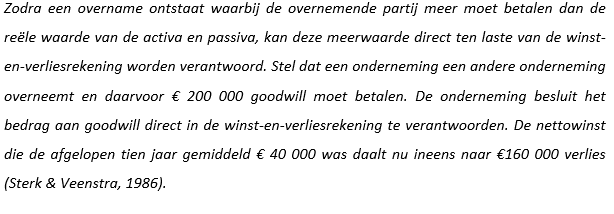 Zodra een overname ontstaat waarbij de overnemende partij meer moet betalen dan de
reële waarde van de activa en passiva, kan deze meerwaarde direct ten laste van de winst-
en-verliesrekening worden verantwoord. Stel dat een onderneming een andere onderneming
overneemt en daarvoor € 200 000 goodwill moet betalen. De onderneming besluit het
bedrag aan goodwill direct in de winst-en-verliesrekening te verantwoorden. De nettowinst
die de afgelopen tien jaar gemiddeld € 40 000 was daalt nu ineens naar €160 000 verlies
(Sterk & Veenstra, 1986).